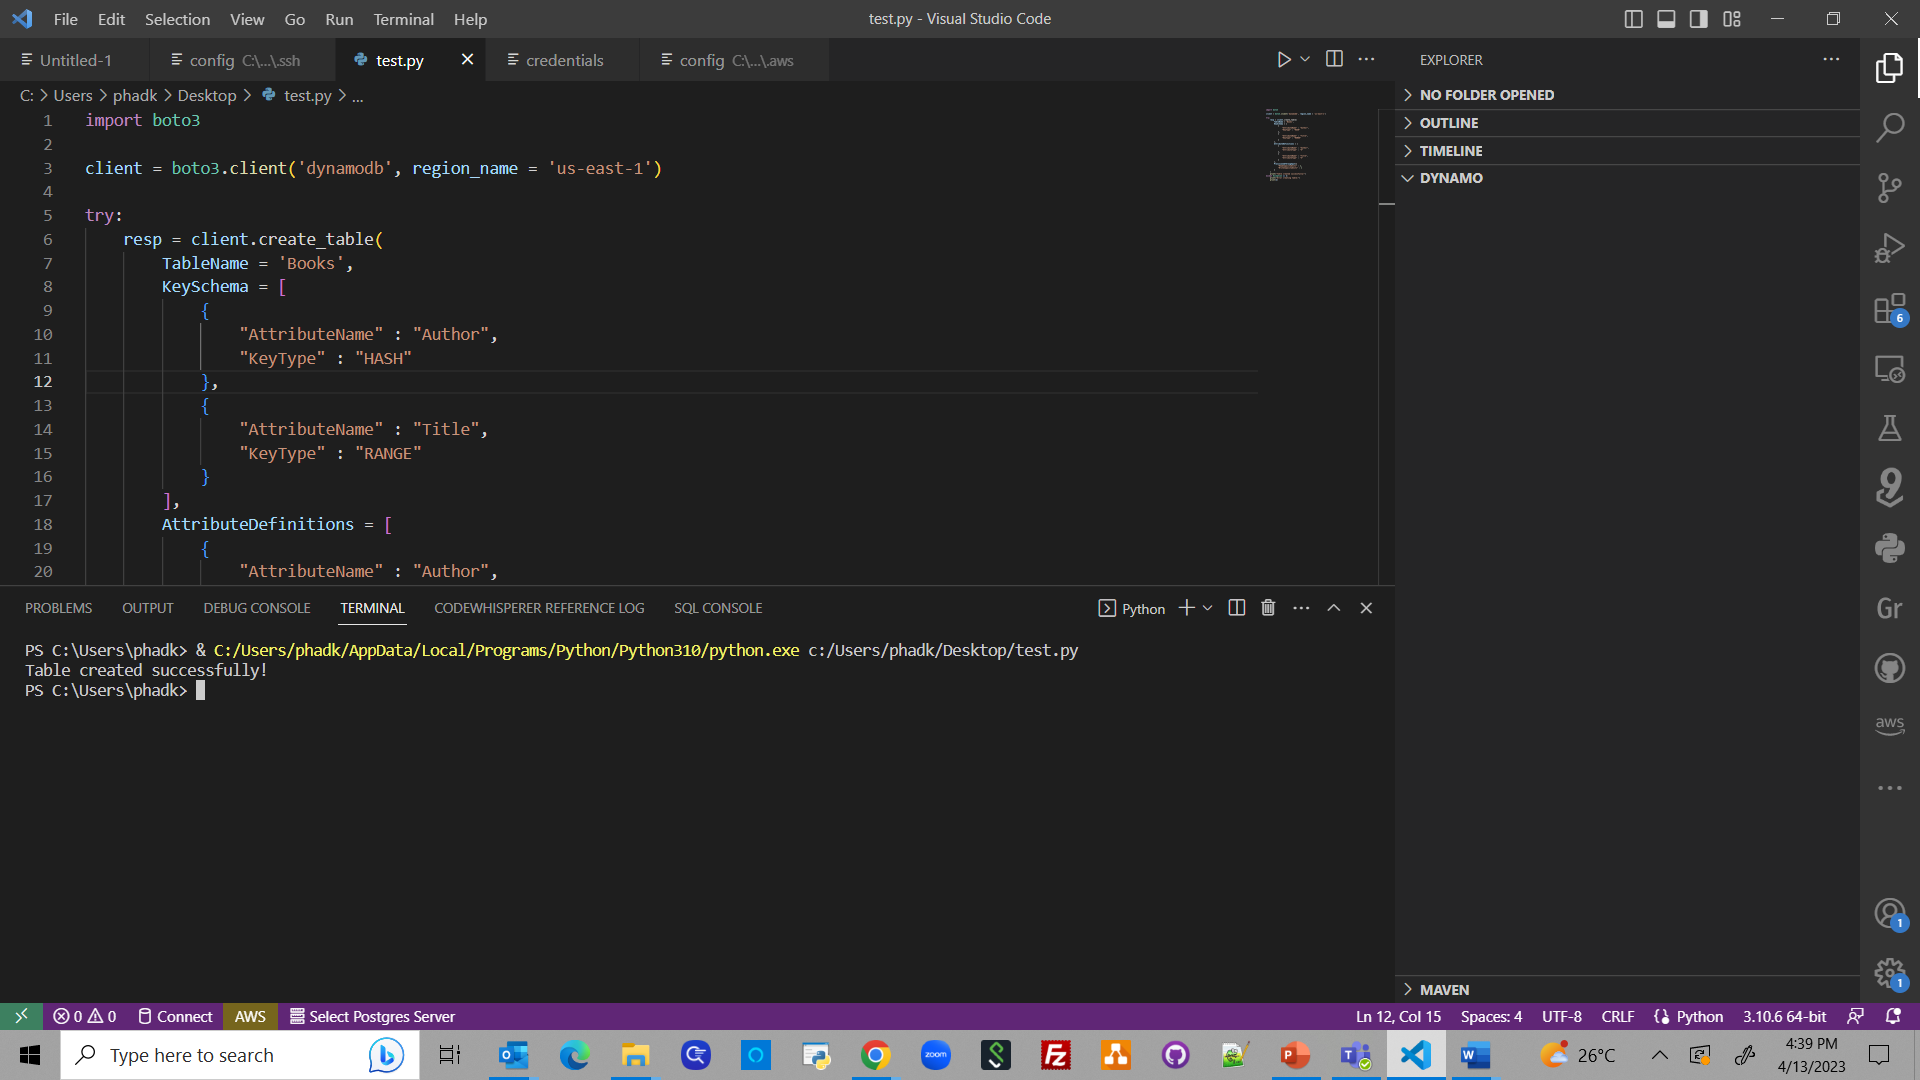 File Edit Selection View Go Run Terminal Help
test.py - Visual Studio Code
Untitled-1
config C:\...\.ssh
test.py
credentials
config C:\...\.aws
C: > Users > phadk > Desktop > test.py > ...
1 import boto3
2
3 client = boto3.client('dynamodb', region_name = 'us-east-1')
4
5 try:
6 resp = client.create_table(
7 TableName = 'Books',
8 KeySchema = [
9 {
10 "AttributeName" : "Author",
11 "KeyType" : "HASH"
12 },
13 {
14 "AttributeName" : "Title",
15 "KeyType" : "RANGE"
16 }
17 ],
18 AttributeDefinitions = [
19 {
20 "AttributeName" : "Author",
PROBLEMS OUTPUT DEBUG CONSOLE TERMINAL CODEWHISPERER REFERENCE LOG SQL CONSOLE
Python
PS C:\Users\phadk> & C:/Users/phadk/AppData/Local/Programs/Python/Python310/python.exe c:/Users/phadk/Desktop/test.py
Table created successfully!
PS C:\Users\phadk>
EXPLORER
NO FOLDER OPENED
OUTLINE
TIMELINE
DYNAMO
MAVEN
6
Gr
aws
1
1
0 0 Connect AWS Select Postgres Server
Ln 12, Col 15 Spaces: 4 UTF-8 CRLF Python 3.10.6 64-bit
Type here to search
zoom
26°C
4:39 PM
4/13/2023